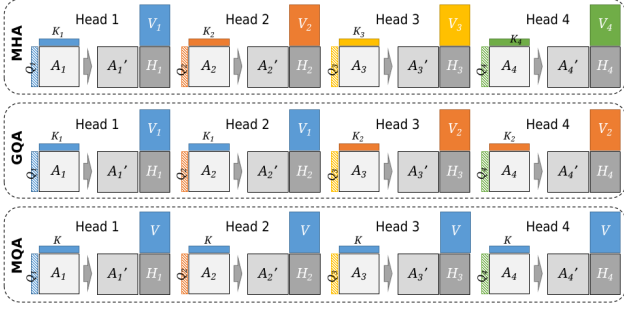 MHA
Head 1 Head 2 Head 3 Head 4
K₁ V₁ K₂ V₂ K₃ V₃ K₄ V₄
Q₁ A₁ A₁′ H₁ Q₂ A₂ A₂′ H₂ Q₃ A₃ A₃′ H₃ Q₄ A₄ A₄′ H₄
GQA
Head 1 Head 2 Head 3 Head 4
K₁ V₁ K₁ V₁ K₂ V₂ K₂ V₂
Q₁ A₁ A₁′ H₁ Q₂ A₂ A₂′ H₂ Q₃ A₃ A₃′ H₃ Q₄ A₄ A₄′ H₄
MQA
Head 1 Head 2 Head 3 Head 4
K V K V K V K V
Q₁ A₁ A₁′ H₁ Q₂ A₂ A₂′ H₂ Q₃ A₃ A₃′ H₃ Q₄ A₄ A₄′ H₄